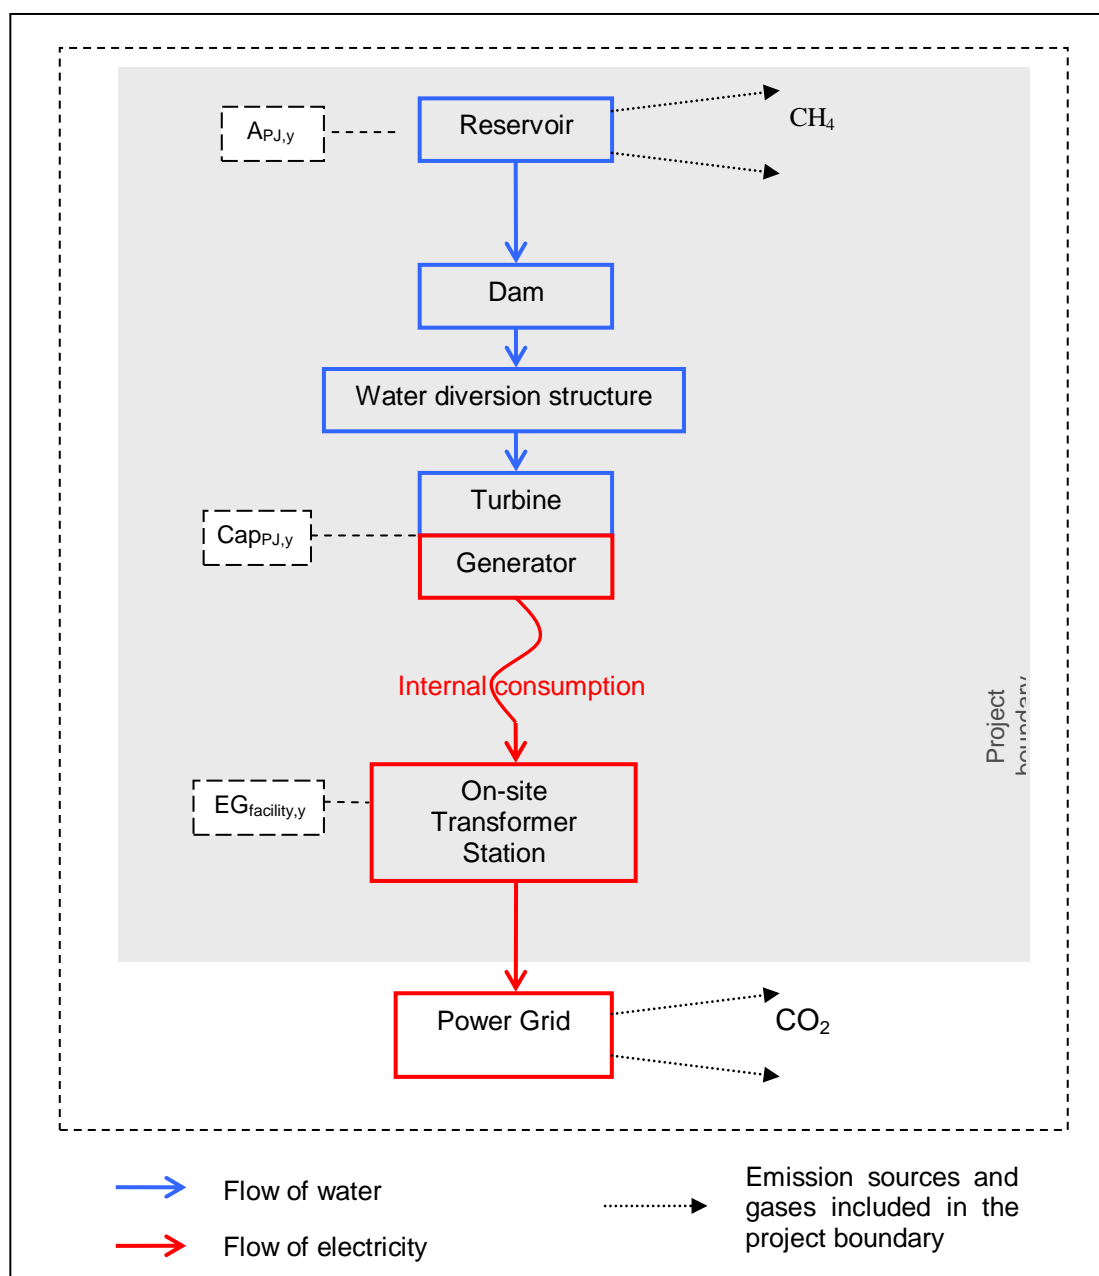 Reservoir
CH₄
A_PJ,y
Dam
Water diversion structure
Turbine
Cap_PJ,y
Generator
Internal consumption
Project
boundary
On-site
Transformer
Station
EG_facility,y
Power Grid
CO₂
Flow of water
Flow of electricity
Emission sources and
gases included in the
project boundary